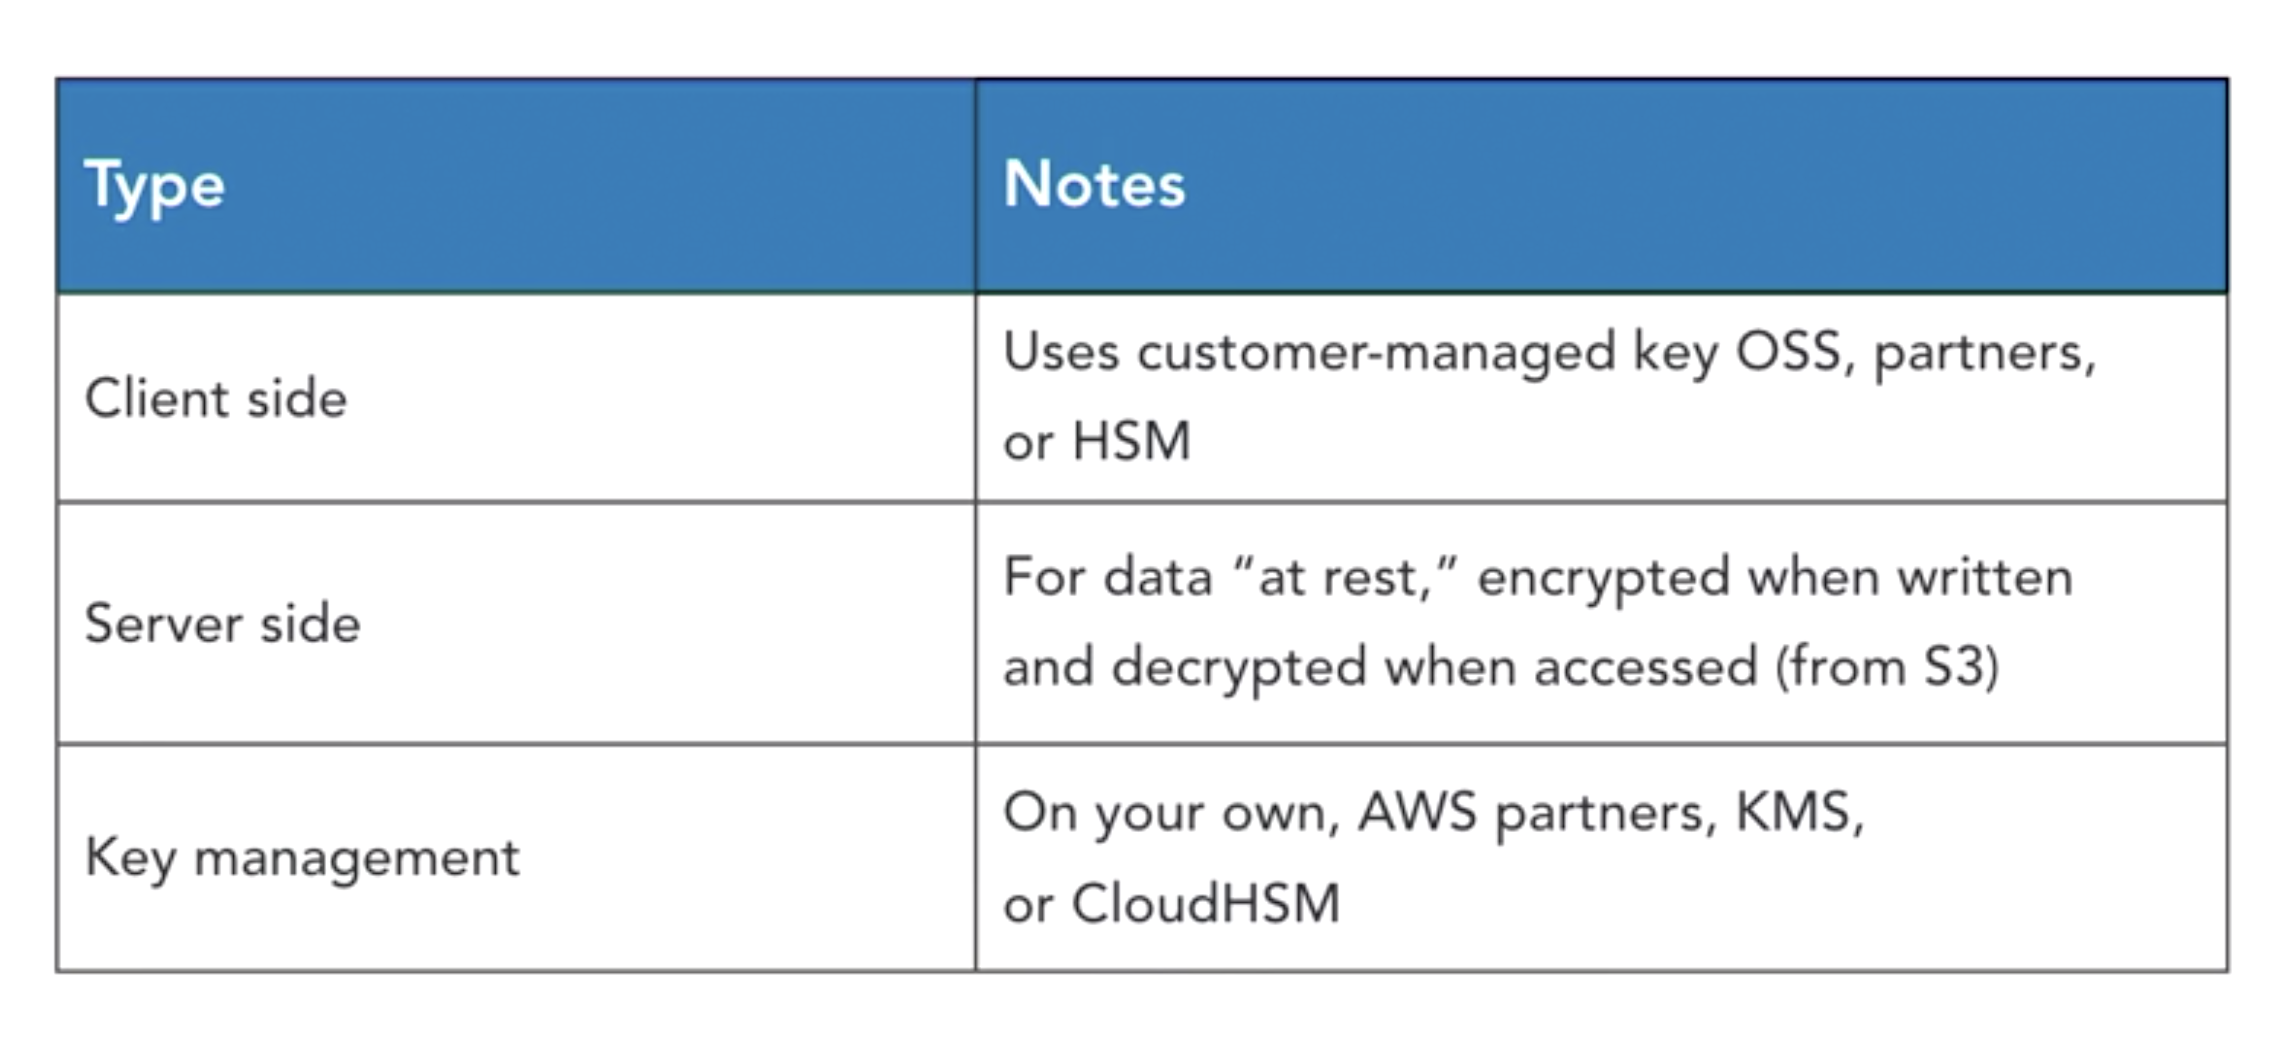 Type
Notes
Client side
Uses customer-managed key OSS, partners,
or HSM
Server side
For data “at rest,” encrypted when written
and decrypted when accessed (from S3)
Key management
On your own, AWS partners, KMS,
or CloudHSM